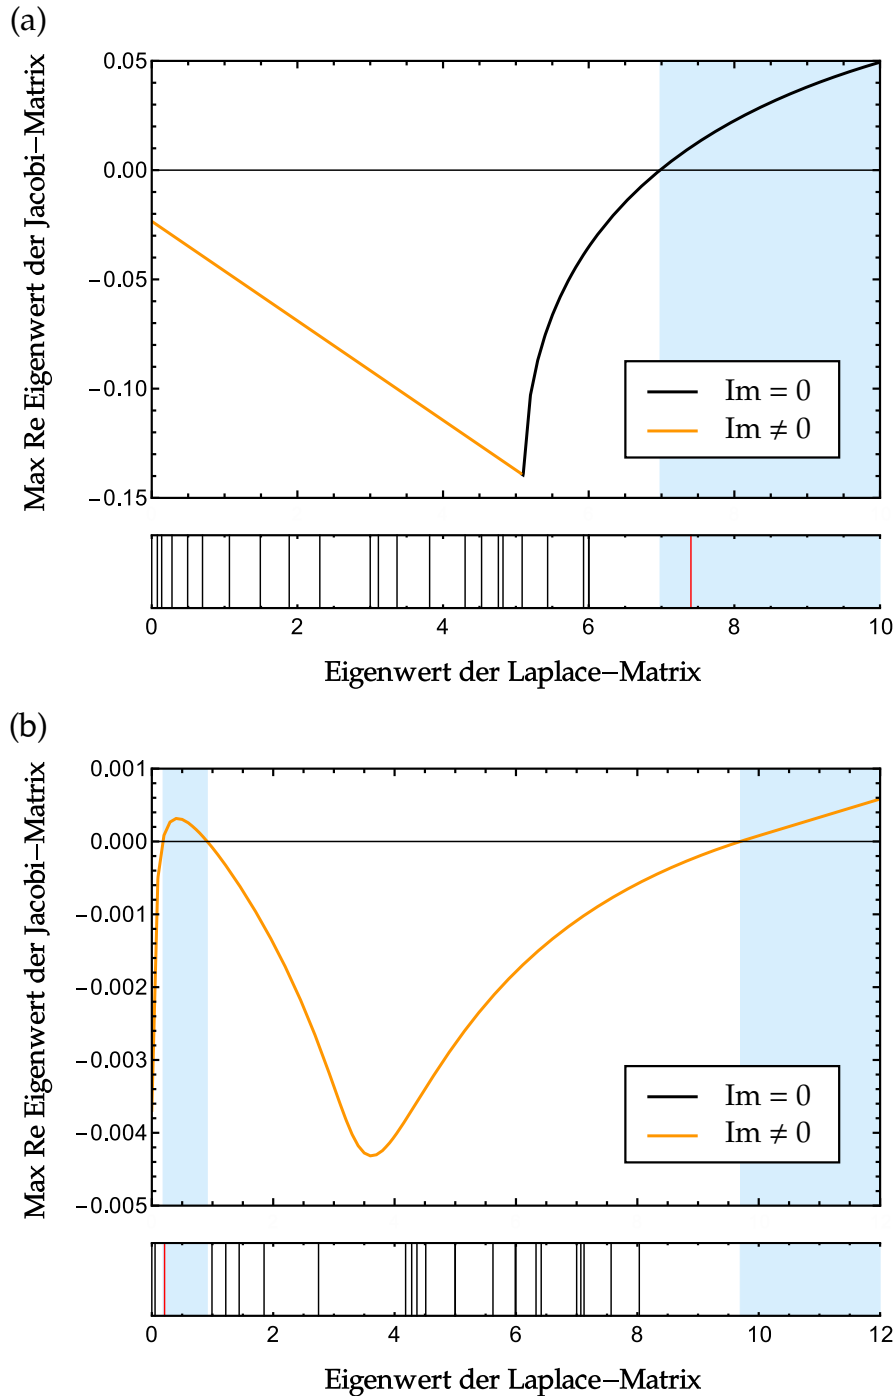 (a)
Max Re Eigenwert der Jacobi−Matrix
0.05
0.00
−0.05
−0.10
−0.15
Im = 0
Im ≠ 0
0 2 4 6 8 10
Eigenwert der Laplace−Matrix
(b)
Max Re Eigenwert der Jacobi−Matrix
0.001
0.000
−0.001
−0.002
−0.003
−0.004
−0.005
Im = 0
Im ≠ 0
0 2 4 6 8 10 12
Eigenwert der Laplace−Matrix